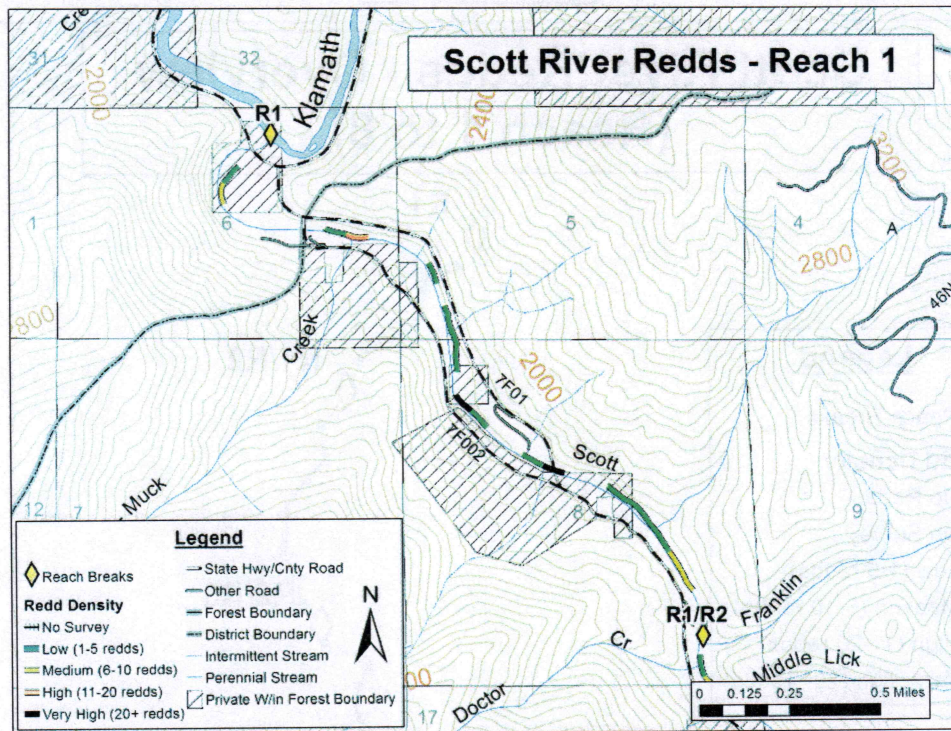 Scott River Redds - Reach 1
31
32
2000
Klamath
2400
R1
3200
1
6
5
4
A
2800
46N
2800
Creek
2000
7F01
7F002
Scott
12
7
- Muck
8
9
R1/R2
Franklin
Cr
Middle Lick
Doctor
17
Legend
Reach Breaks
Redd Density
No Survey
Low (1-5 redds)
Medium (6-10 redds)
High (11-20 redds)
Very High (20+ redds)
State Hwy/Cnty Road
Other Road
Forest Boundary
District Boundary
Intermittent Stream
Perennial Stream
Private W/in Forest Boundary
N
0 0.125 0.25 0.5 Miles